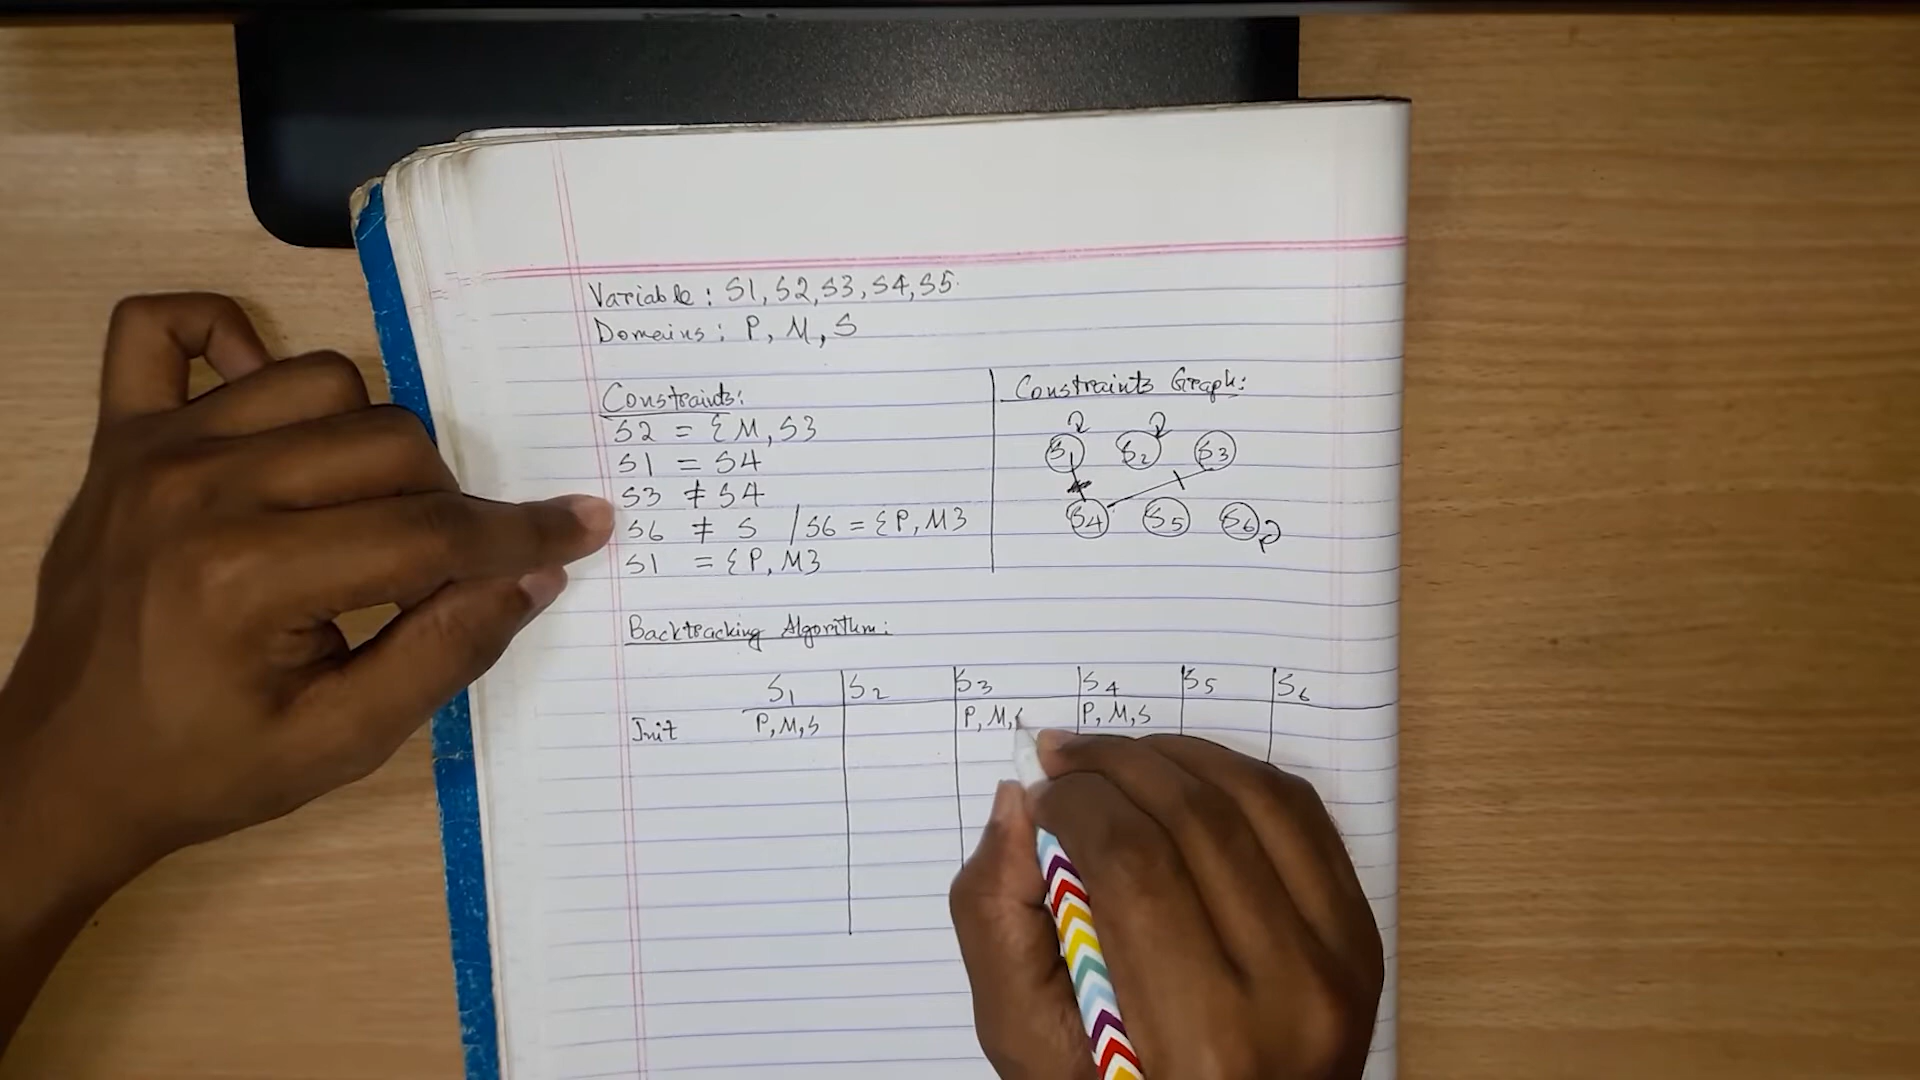 Variable : S1, S2, S3, S4, S5.
Domains : P, M, S
Constraints:
S2 = {M, S}
S1 = S4
S3 ≠ S4
S6 ≠ S / S6 = {P, M}
S1 = {P, M}
Constraints Graph:
S1 S2 S3
S4 S5 S6
Backtracking Algorithm:
S1 S2 S3 S4 S5 S6
Init P, M, S P, M, P, M, S